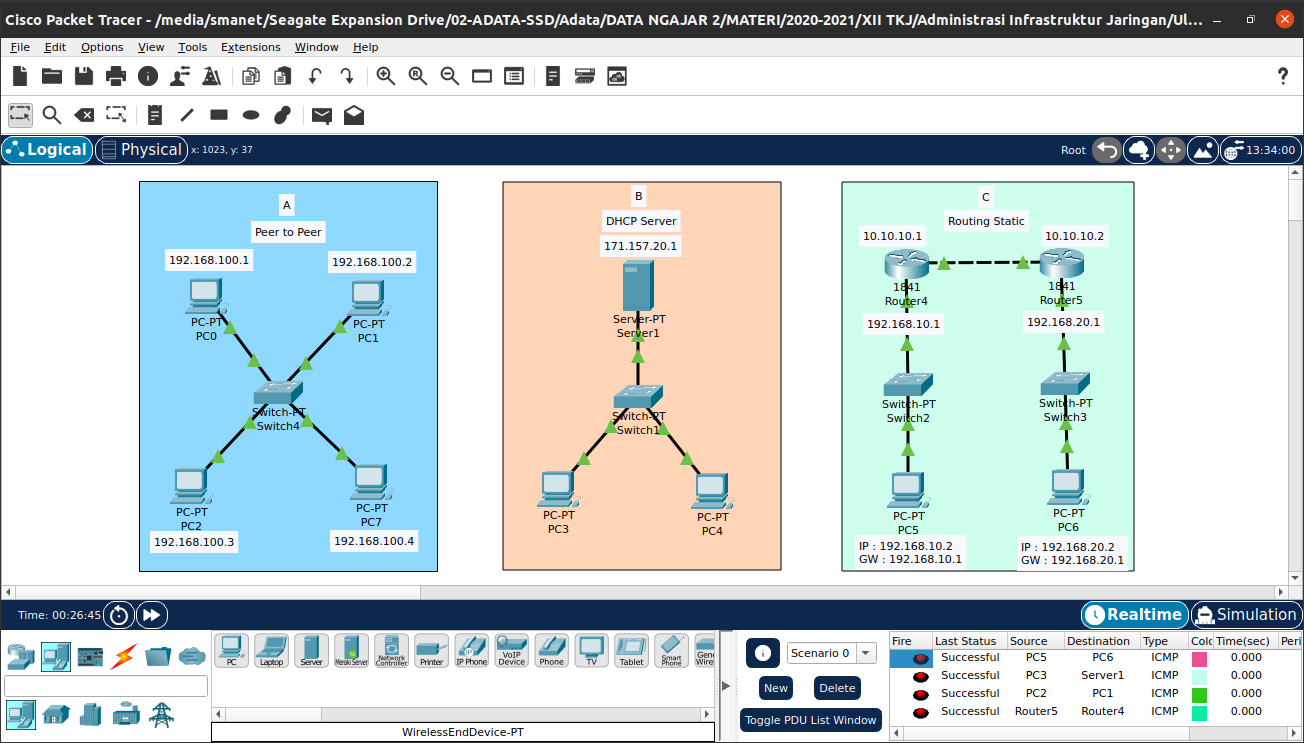 Cisco Packet Tracer - /media/smanet/Seagate Expansion Drive/02-ADATA-SSD/Adata/DATA NGAJAR 2/MATERI/2020-2021/XII TKJ/Administrasi Infrastruktur Jaringan/Ul...
File Edit Options View Tools Extensions Window Help
?
Logical Physical x: 1023, y: 37 Root 13:34:00
A
Peer to Peer
192.168.100.1
192.168.100.2
PC-PT
PC0
PC-PT
PC1
Switch-PT
Switch4
PC-PT
PC2
192.168.100.3
PC-PT
PC7
192.168.100.4
B
DHCP Server
171.157.20.1
Server-PT
Server1
Switch-PT
Switch1
PC-PT
PC3
PC-PT
PC4
C
Routing Static
10.10.10.1
10.10.10.2
1841
Router4
1841
Router5
192.168.10.1
192.168.20.1
Switch-PT
Switch2
Switch-PT
Switch3
PC-PT
PC5
PC-PT
PC6
IP : 192.168.10.2
GW : 192.168.10.1
IP : 192.168.20.2
GW : 192.168.20.1
Time: 00:26:45 Realtime Simulation
PC
Laptop
Server
Meraki Server
Network Controller
Printer
IP Phone
VoIP Device
Phone
TV
Tablet
Smart Phone
WirelessEndDevice-PT
Scenario 0
New Delete
Toggle PDU List Window
Fire Last Status Source Destination Type Colo Time(sec) Peri
Successful PC5 PC6 ICMP 0.000
Successful PC3 Server1 ICMP 0.000
Successful PC2 PC1 ICMP 0.000
Successful Router5 Router4 ICMP 0.000